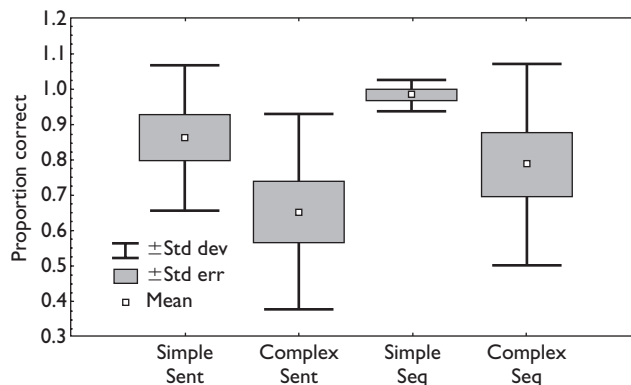 Proportion correct
1.2
1.1
1.0
0.9
0.8
0.7
0.6
0.5
0.4
0.3
±Std dev
±Std err
Mean
Simple
Sent
Complex
Sent
Simple
Seq
Complex
Seq